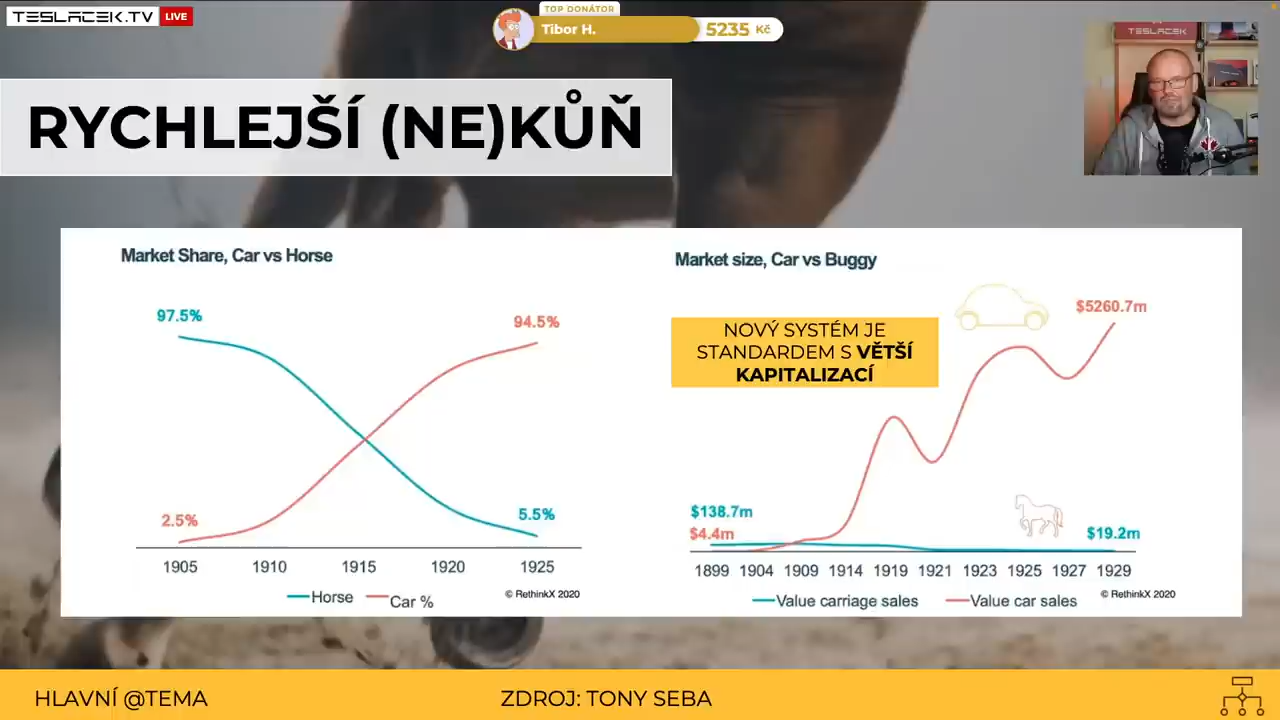 TESLACEK.TV LIVE
TOP DONÁTOR
Tibor H. 5235 Kč
TESLACEK
RYCHLEJŠÍ (NE)KŮŇ
Market Share, Car vs Horse
97.5%
94.5%
2.5%
5.5%
1905 1910 1915 1920 1925
Horse Car %
© RethinkX 2020
Market size, Car vs Buggy
NOVÝ SYSTÉM JE
STANDARDEM S VĚTŠÍ
KAPITALIZACÍ
$5260.7m
$138.7m
$4.4m
$19.2m
1899 1904 1909 1914 1919 1921 1923 1925 1927 1929
Value carriage sales Value car sales
© RethinkX 2020
HLAVNÍ @TEMA
ZDROJ: TONY SEBA